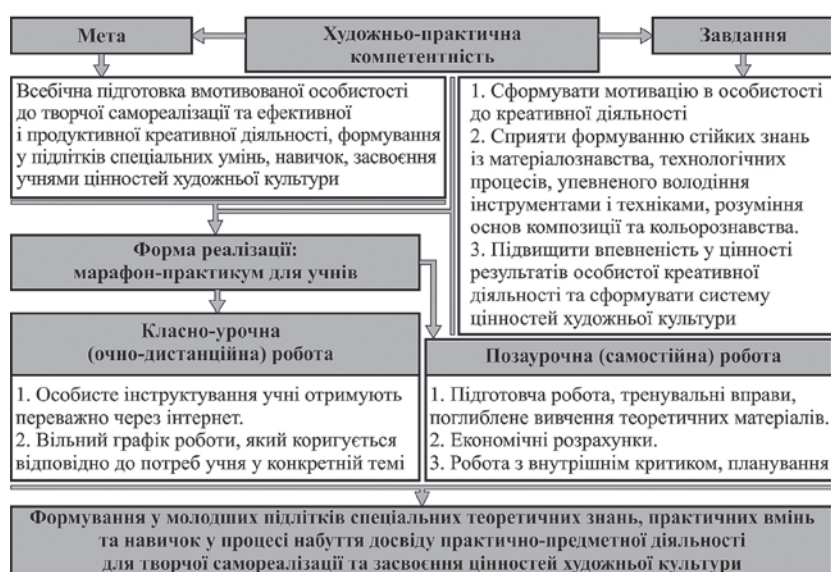 Мета
Художньо-практична
компетентність
Завдання
Всебічна підготовка вмотивованої особистості
до творчої самореалізації та ефективної
і продуктивної креативної діяльності, формування
у підлітків спеціальних умінь, навичок, засвоєння
учнями цінностей художньої культури
1. Сформувати мотивацію в особистості
до креативної діяльності
2. Сприяти формуванню стійких знань
із матеріалознавства, технологічних
процесів, упевненого володіння
інструментами і техніками, розуміння
основ композиції та кольорознавства.
3. Підвищити впевненість у цінності
результатів особистої креативної
діяльності та сформувати систему
цінностей художньої культури
Форма реалізації:
марафон-практикум для учнів
Класно-урочна
(очно-дистанційна) робота
1. Особисте інструктування учні отримують
переважно через інтернет.
2. Вільний графік роботи, який коригується
відповідно до потреб учня у конкретній темі
Позаурочна (самостійна) робота
1. Підготовча робота, тренувальні вправи,
поглиблене вивчення теоретичних матеріалів.
2. Економічні розрахунки.
3. Робота з внутрішнім критиком, планування
Формування у молодших підлітків спеціальних теоретичних знань, практичних вмінь
та навичок у процесі набуття досвіду практично-предметної діяльності
для творчої самореалізації та засвоєння цінностей художньої культури